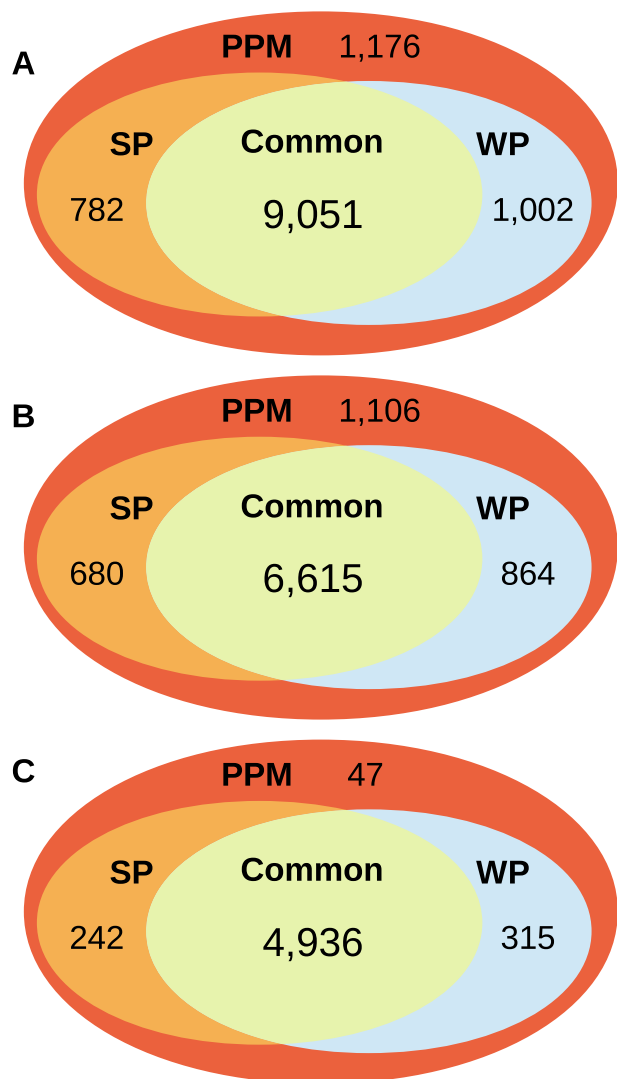 A
PPM 1,176
SP Common WP
782 9,051 1,002
B
PPM 1,106
SP Common WP
680 6,615 864
C
PPM 47
SP Common WP
242 4,936 315